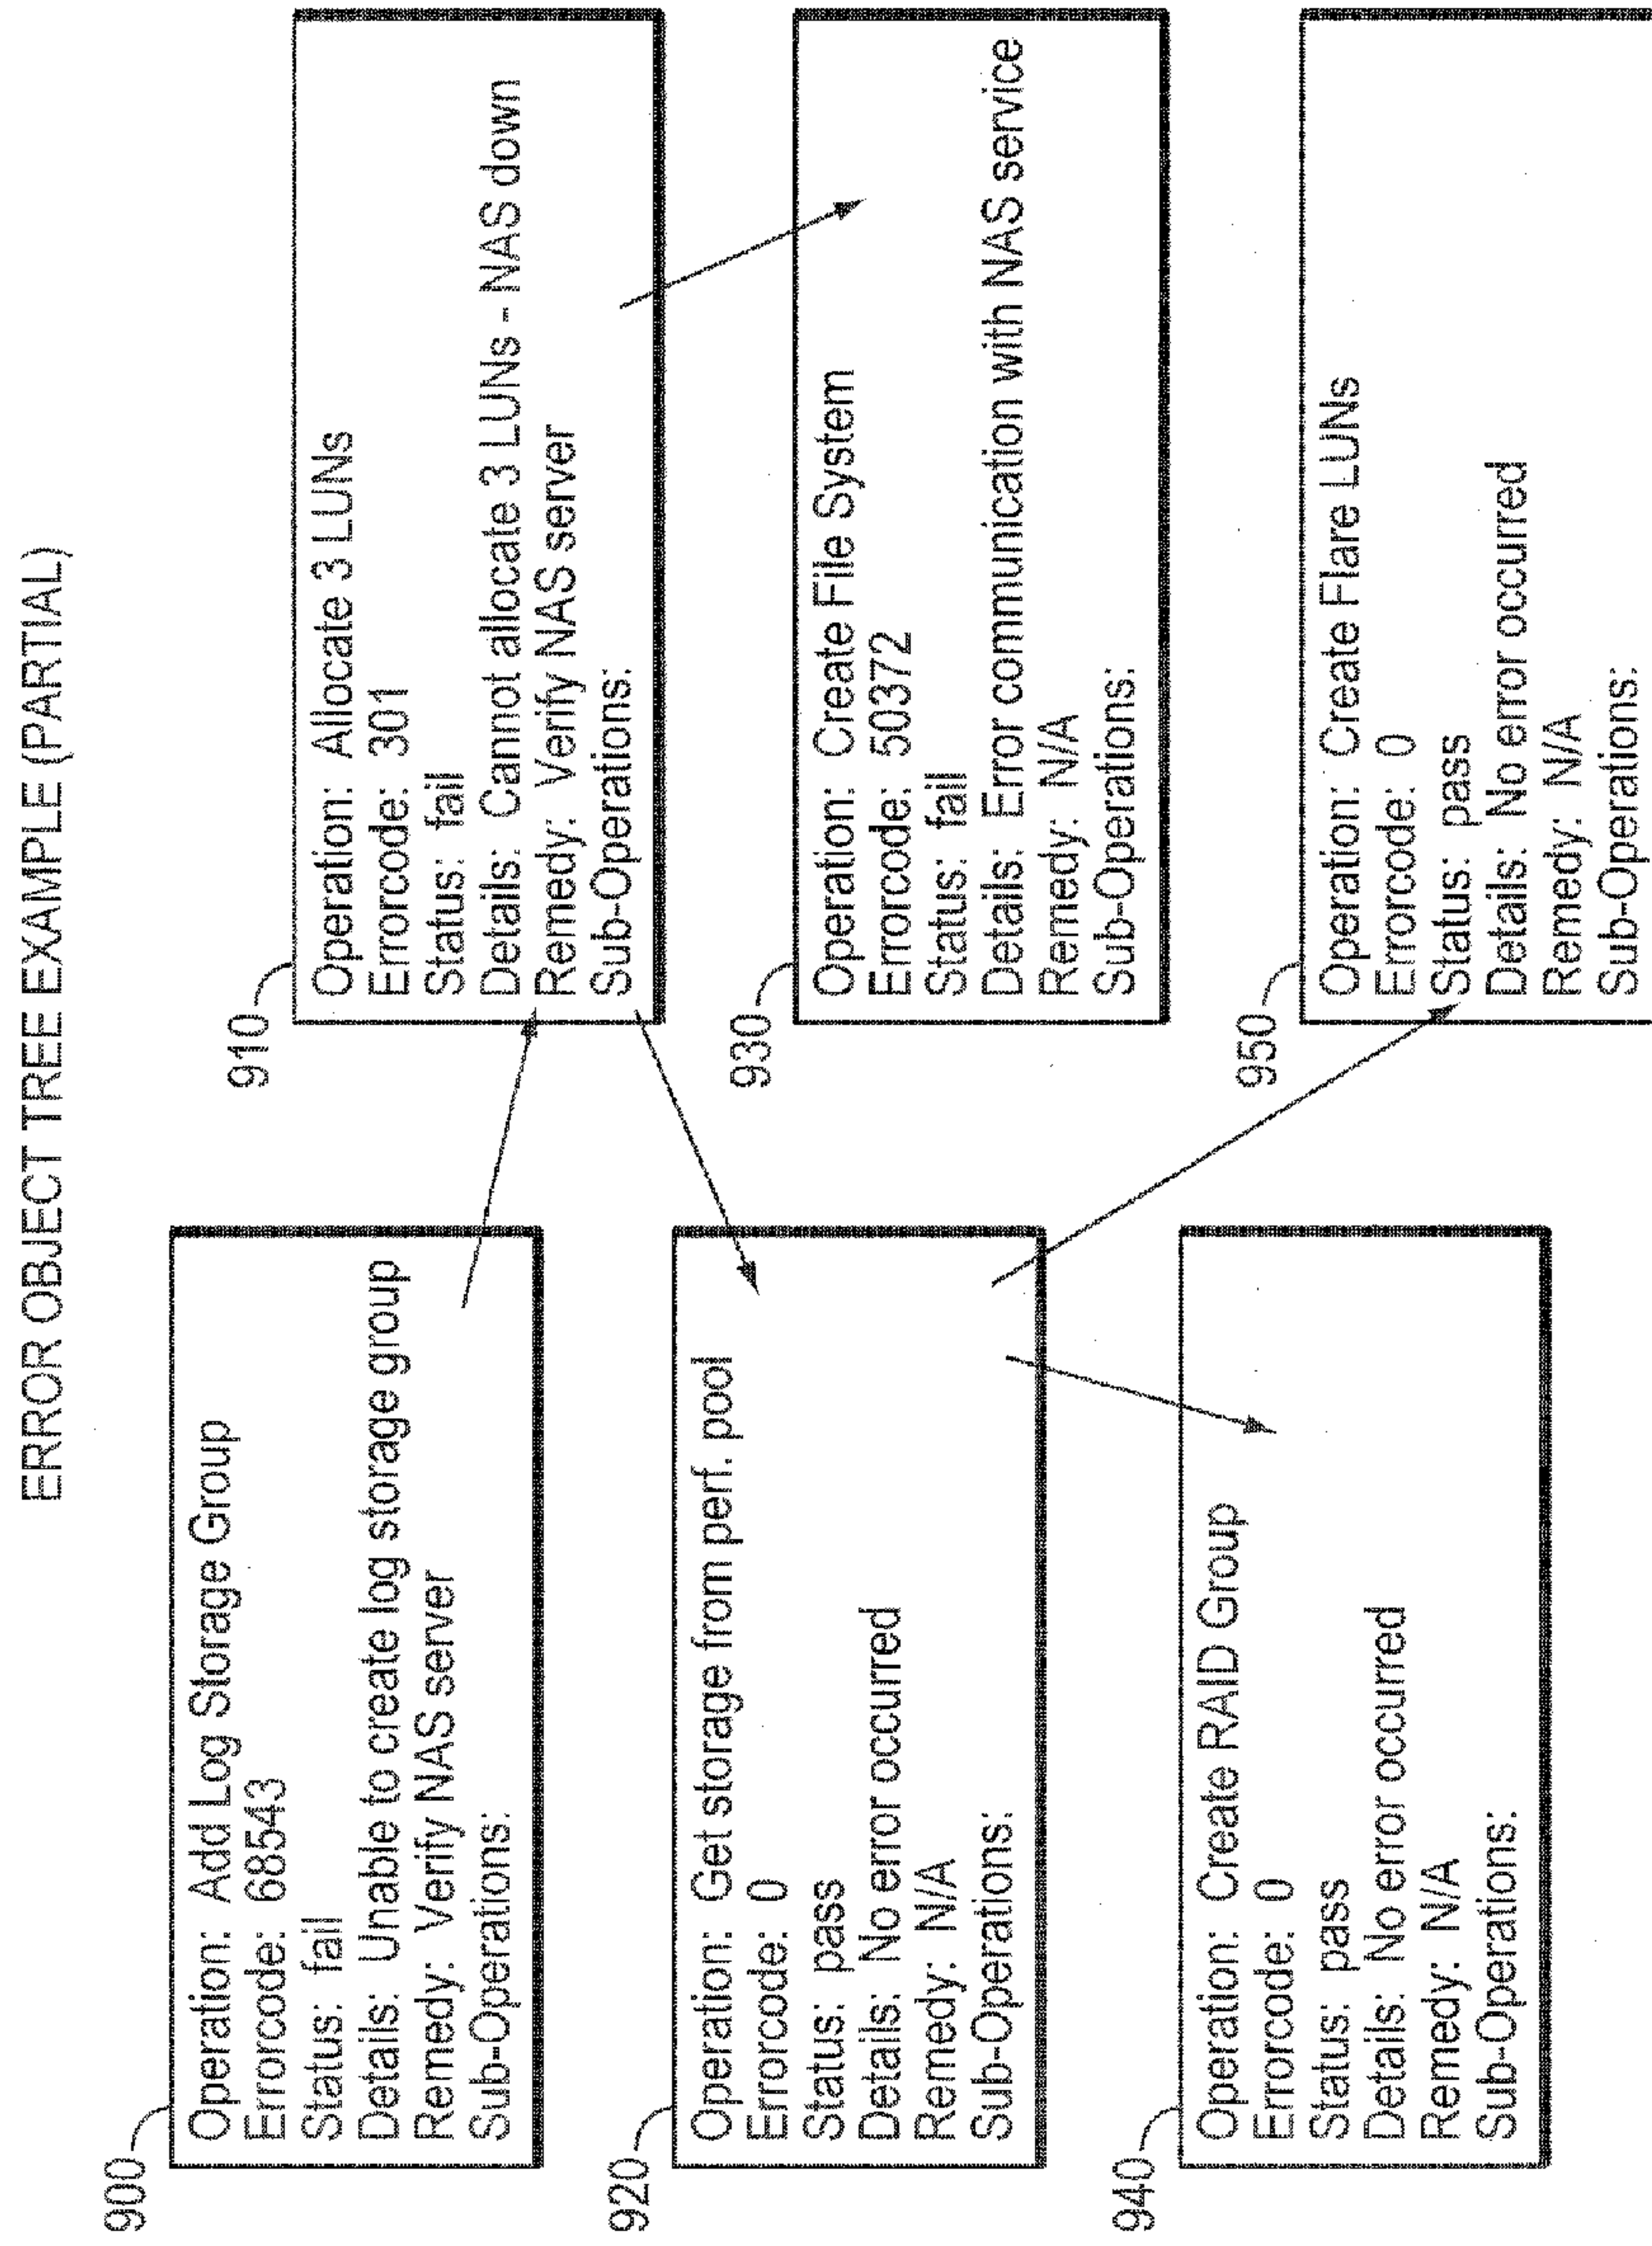 ERROR OBJECT TREE EXAMPLE (PARTIAL)
900
Operation: Add Log Storage Group
Errorcode: 68543
Status: fail
Details: Unable to create log storage group
Remedy: Verify NAS server
Sub-Operations:
910
Operation: Allocate 3 LUNs
Errorcode: 301
Status: fail
Details: Cannot allocate 3 LUNs - NAS down
Remedy: Verify NAS server
Sub-Operations:
920
Operation: Get storage from perf. pool
Errorcode: 0
Status: pass
Details: No error occurred
Remedy: N/A
Sub-Operations:
930
Operation: Create File System
Errorcode: 50372
Status: fail
Details: Error communication with NAS service
Remedy: N/A
Sub-Operations:
940
Operation: Create RAID Group
Errorcode: 0
Status: pass
Details: No error occurred
Remedy: N/A
Sub-Operations:
950
Operation: Create Flare LUNs
Errorcode: 0
Status: pass
Details: No error occurred
Remedy: N/A
Sub-Operations: